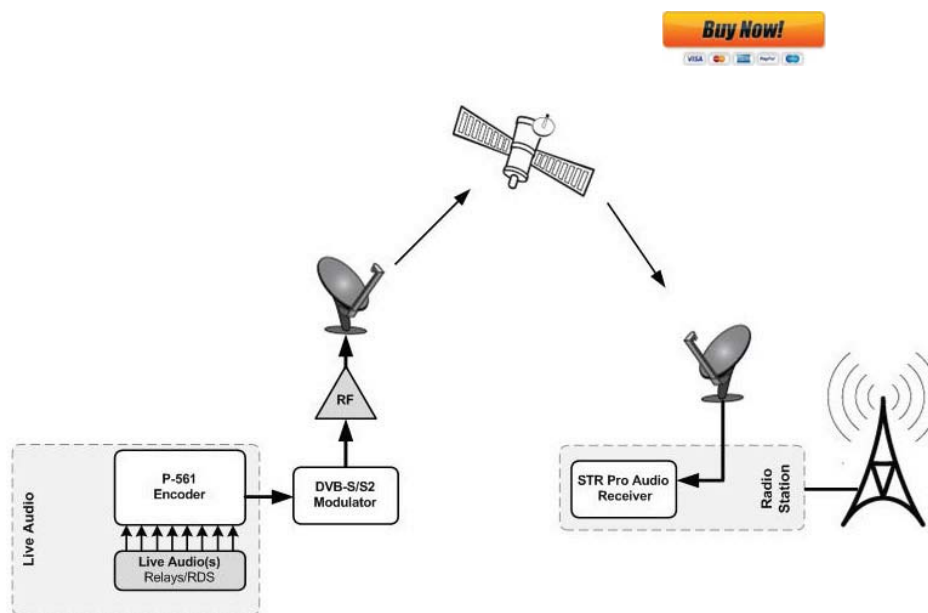 Buy Now!
VISA
PayPal
RF
P-561
Encoder
DVB-S/S2
Modulator
STR Pro Audio
Receiver
Radio
Station
Live Audio
Live Audio(s)
Relays/RDS